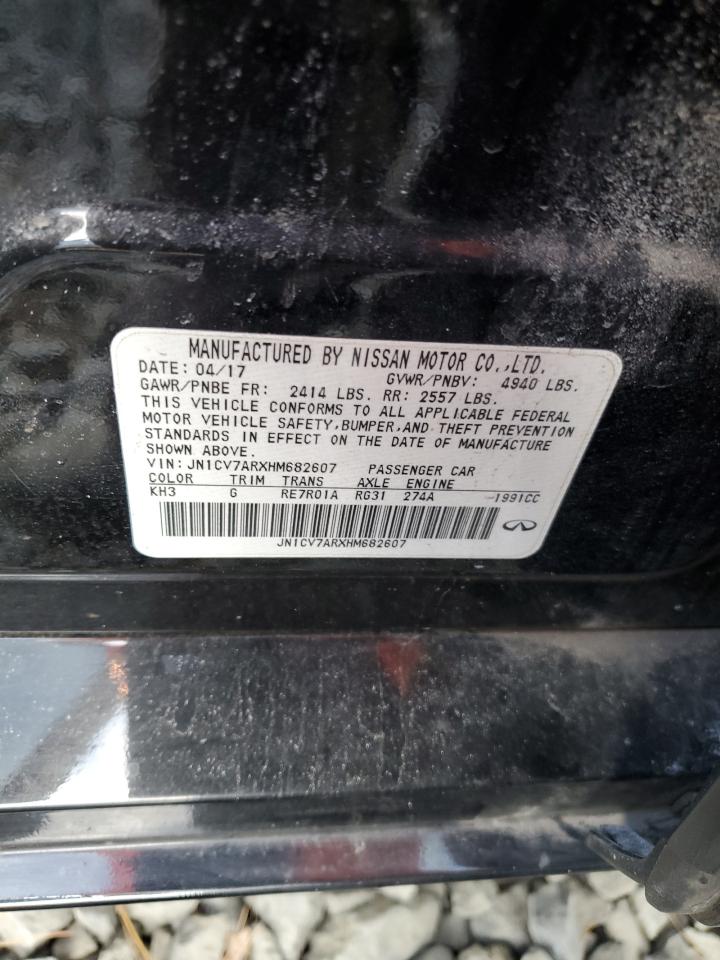 MANUFACTURED BY NISSAN MOTOR CO.,LTD.
DATE: 04/17 GVWR/PNBV: 4940 LBS.
GAWR/PNBE FR: 2414 LBS. RR: 2557 LBS.
THIS VEHICLE CONFORMS TO ALL APPLICABLE FEDERAL
MOTOR VEHICLE SAFETY,BUMPER,AND THEFT PREVENTION
STANDARDS IN EFFECT ON THE DATE OF MANUFACTURE
SHOWN ABOVE.
VIN: JN1CV7ARXHM682607 PASSENGER CAR
COLOR TRIM TRANS AXLE ENGINE
KH3 G RE7R01A RG31 274A -1991CC
JN1CV7ARXHM682607